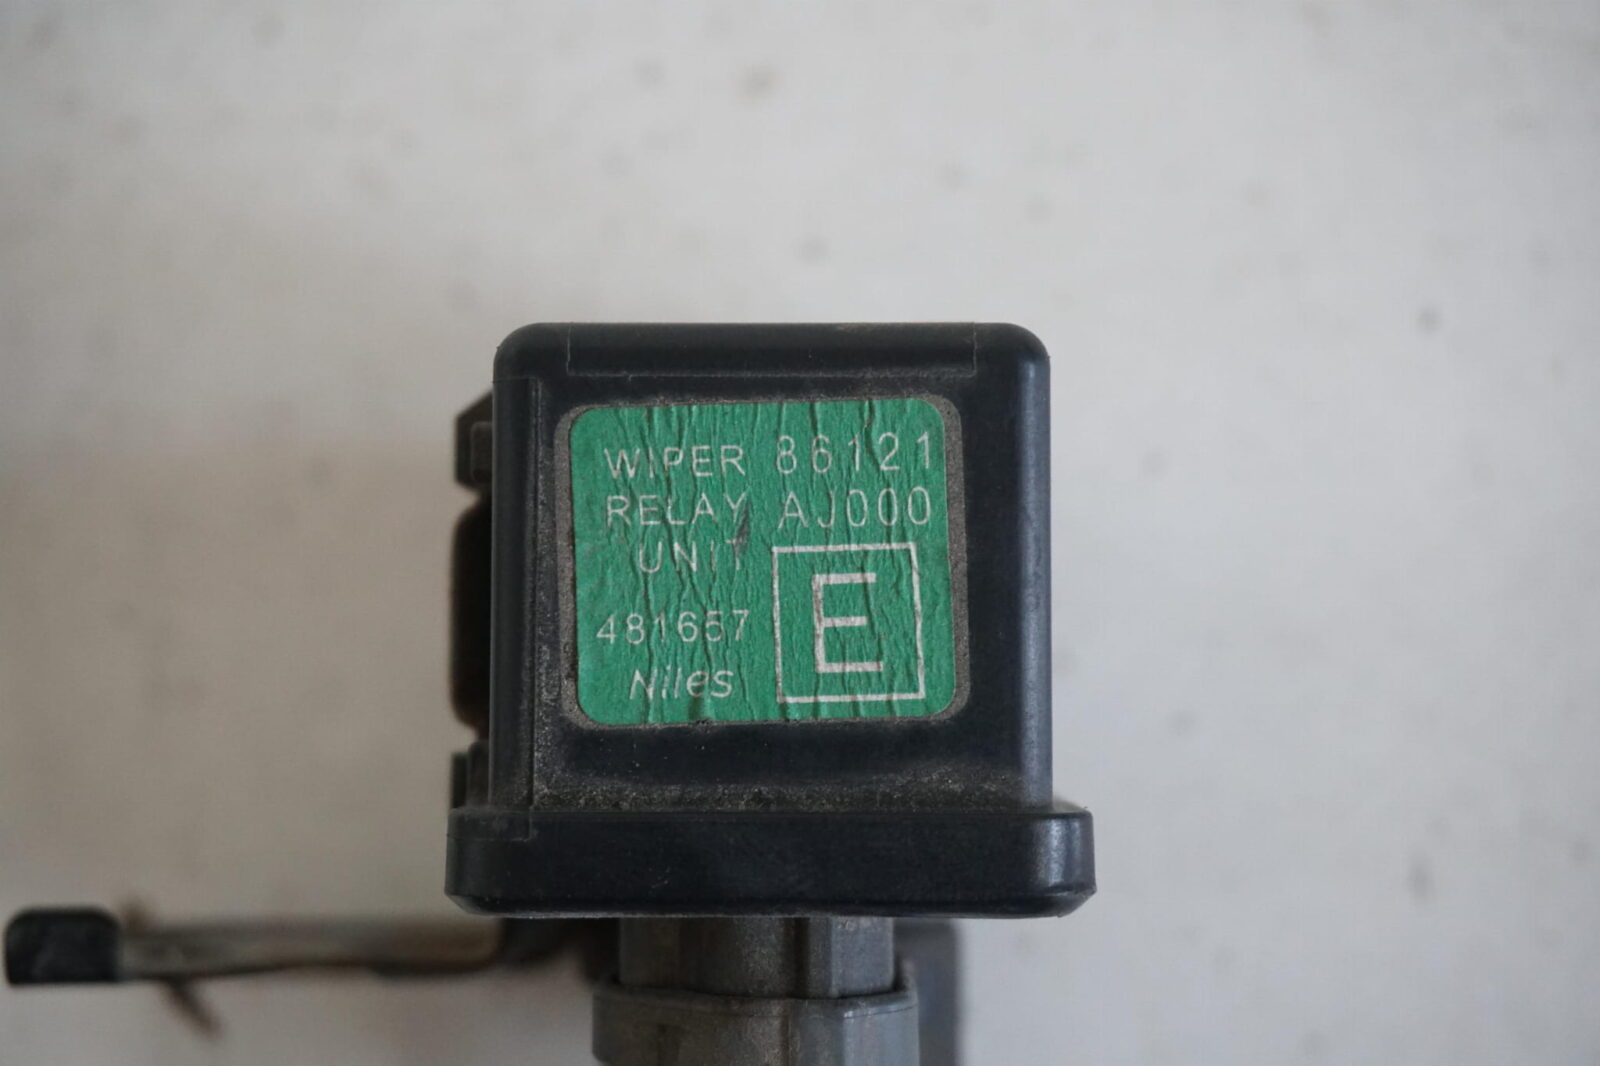 WIPER 86121
RELAY AJ000
UNIT
E
481657
Niles